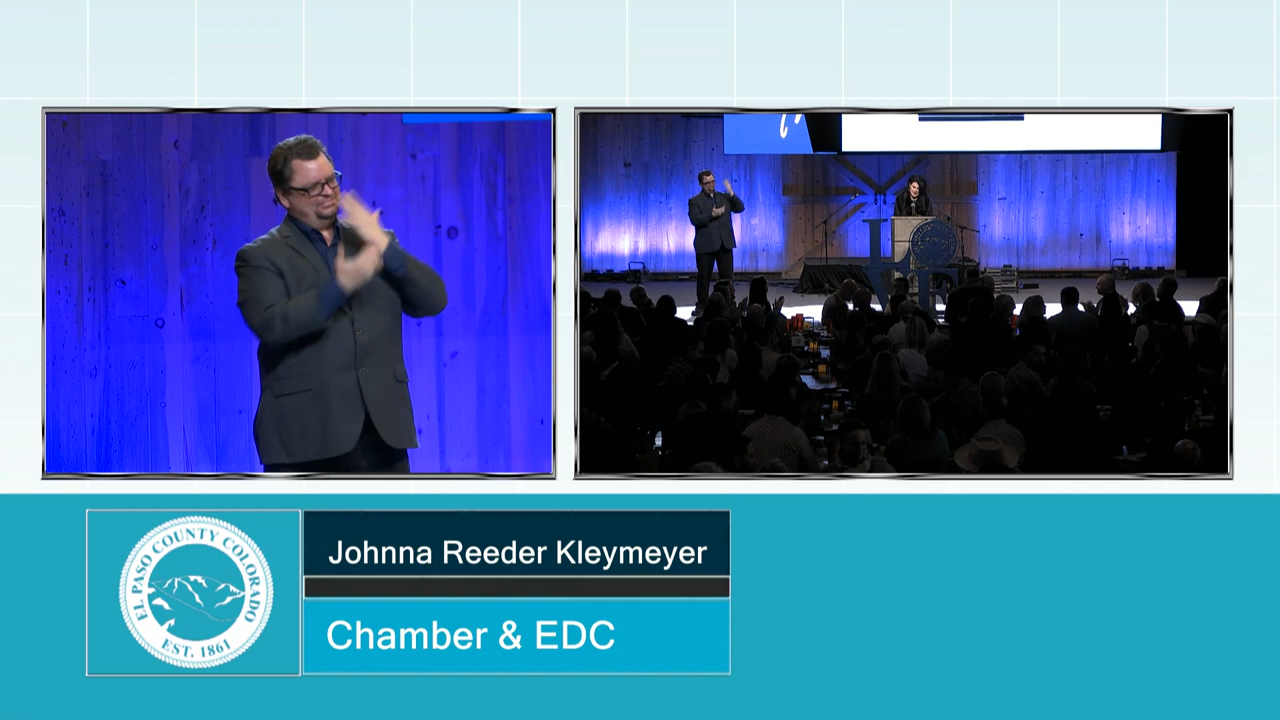 EL PASO COUNTY COLORADO
EST. 1861
Johnna Reeder Kleymeyer
Chamber & EDC